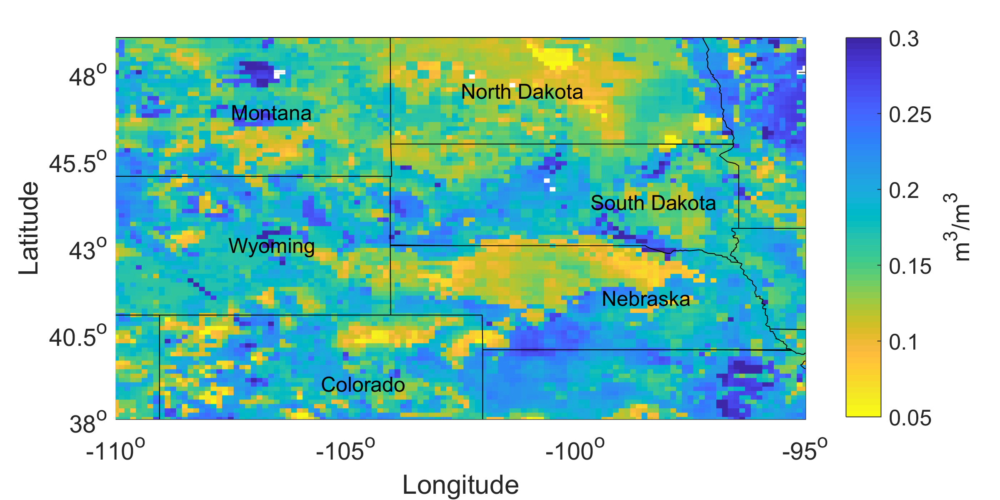 0.3
48°
North Dakota
Montana
0.25
45.5°
0.2
South Dakota
Latitude
m³/m³
43°
Wyoming
0.15
Nebraska
40.5°
0.1
Colorado
38°
0.05
-110° -105° -100° -95°
Longitude